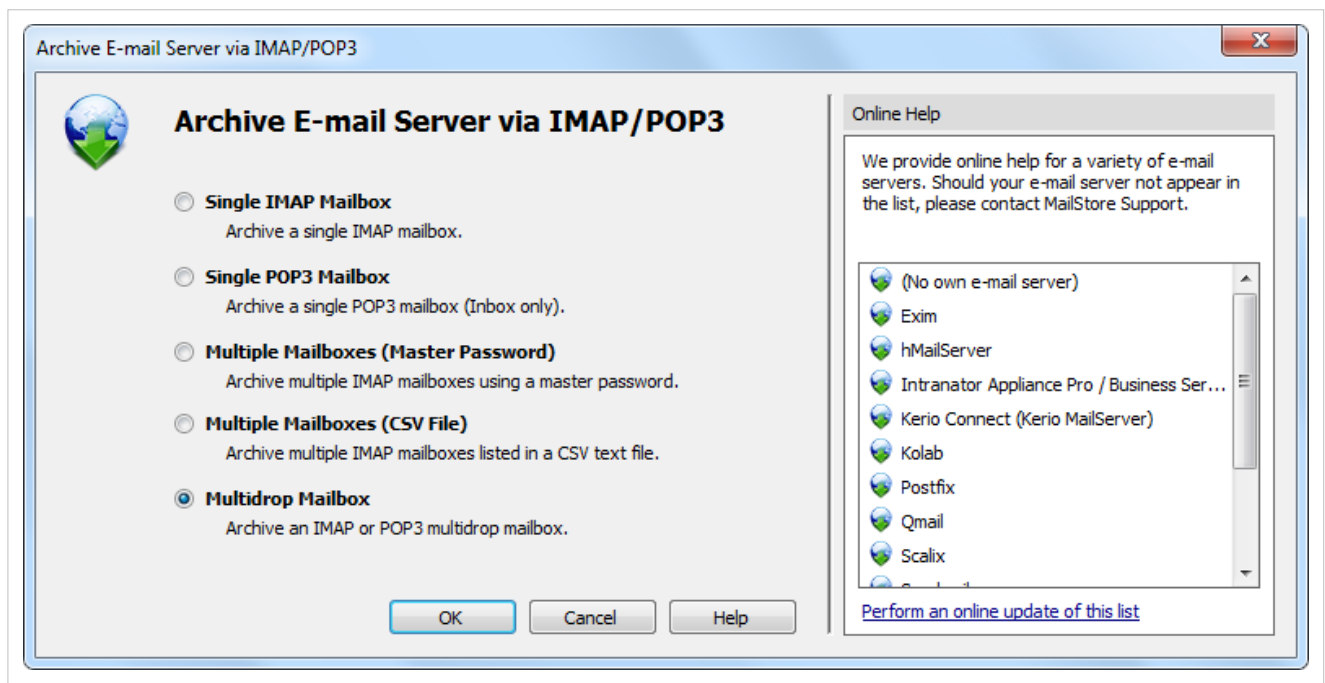 Archive E-mail Server via IMAP/POP3
X
Archive E-mail Server via IMAP/POP3
Single IMAP Mailbox
Archive a single IMAP mailbox.
Single POP3 Mailbox
Archive a single POP3 mailbox (Inbox only).
Multiple Mailboxes (Master Password)
Archive multiple IMAP mailboxes using a master password.
Multiple Mailboxes (CSV File)
Archive multiple IMAP mailboxes listed in a CSV text file.
Multidrop Mailbox
Archive an IMAP or POP3 multidrop mailbox.
OK
Cancel
Help
Online Help
We provide online help for a variety of e-mail
servers. Should your e-mail server not appear in
the list, please contact MailStore Support.
(No own e-mail server)
Exim
hMailServer
Intranator Appliance Pro / Business Ser...
Kerio Connect (Kerio MailServer)
Kolab
Postfix
Qmail
Scalix
Perform an online update of this list